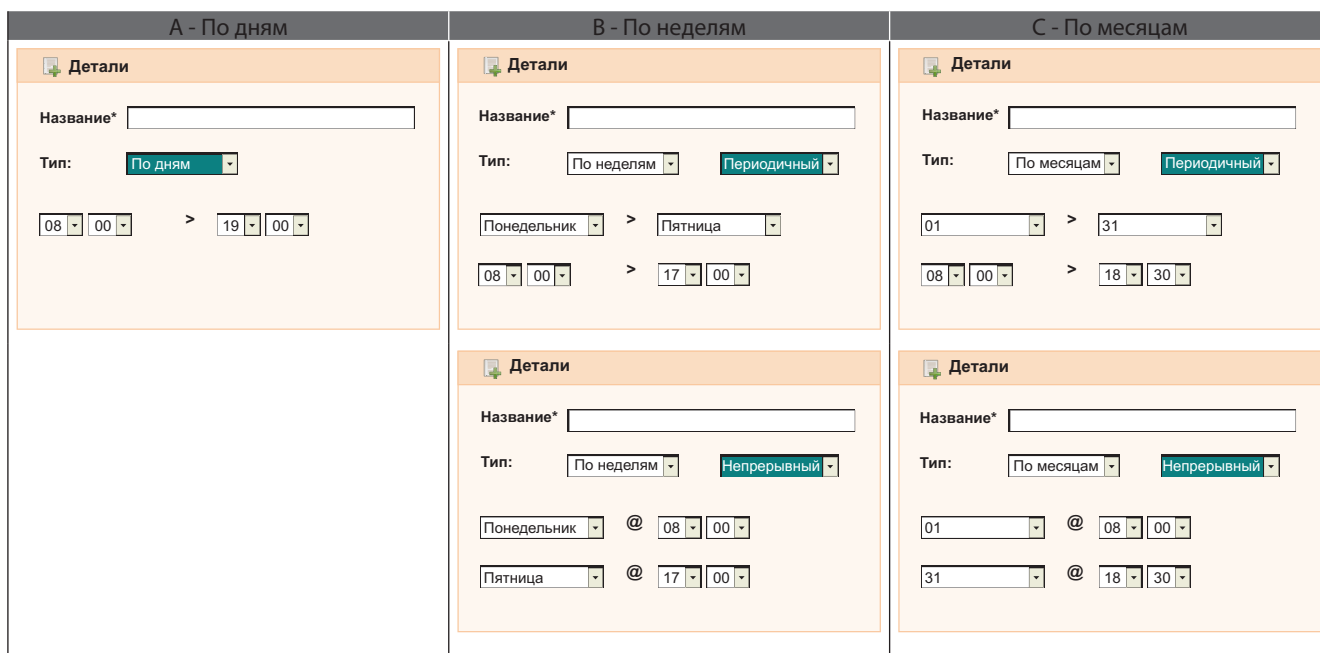 A - По дням
Детали
Название*
Тип: По дням
08 00 > 19 00
B - По неделям
Детали
Название*
Тип: По неделям Периодичный
Понедельник > Пятница
08 00 > 17 00
Детали
Название*
Тип: По неделям Непрерывный
Понедельник @ 08 00
Пятница @ 17 00
C - По месяцам
Детали
Название*
Тип: По месяцам Периодичный
01 > 31
08 00 > 18 30
Детали
Название*
Тип: По месяцам Непрерывный
01 @ 08 00
31 @ 18 30